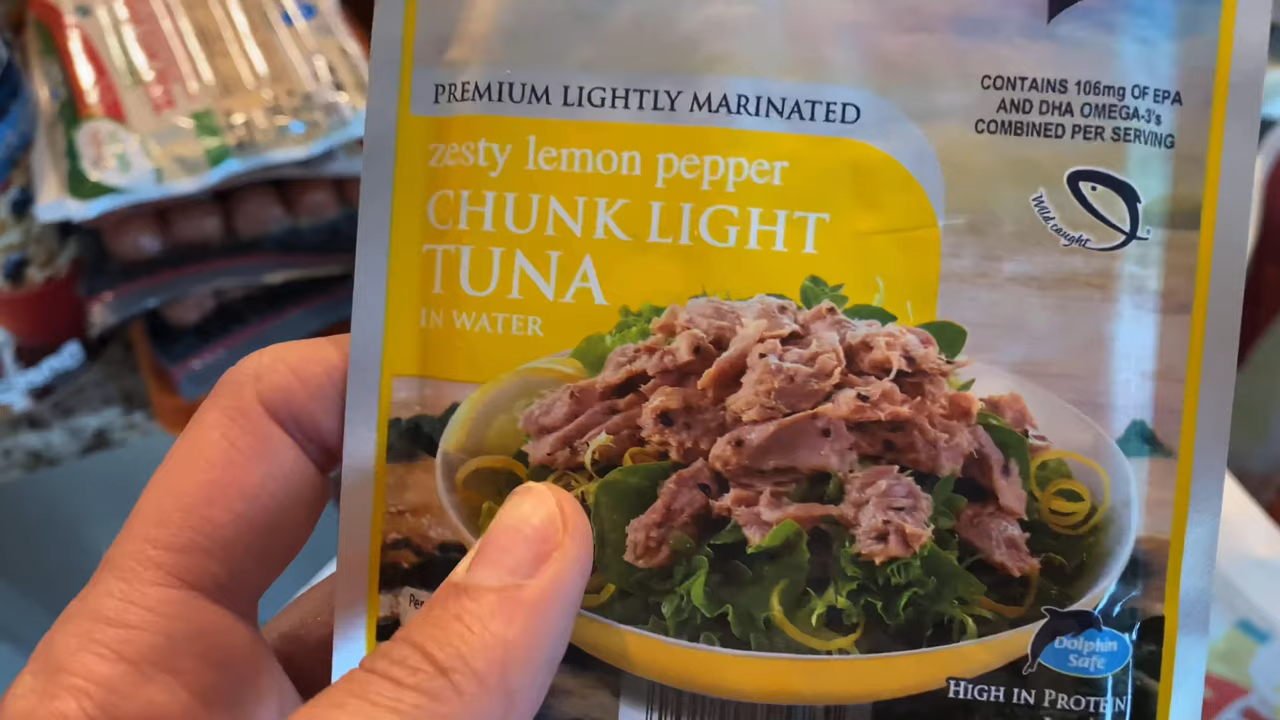 PREMIUM LIGHTLY MARINATED
zesty lemon pepper
CHUNK LIGHT
TUNA
IN WATER
CONTAINS 106mg OF EPA
AND DHA OMEGA-3's
COMBINED PER SERVING
Wild caught
Dolphin
Safe
HIGH IN PROTEIN